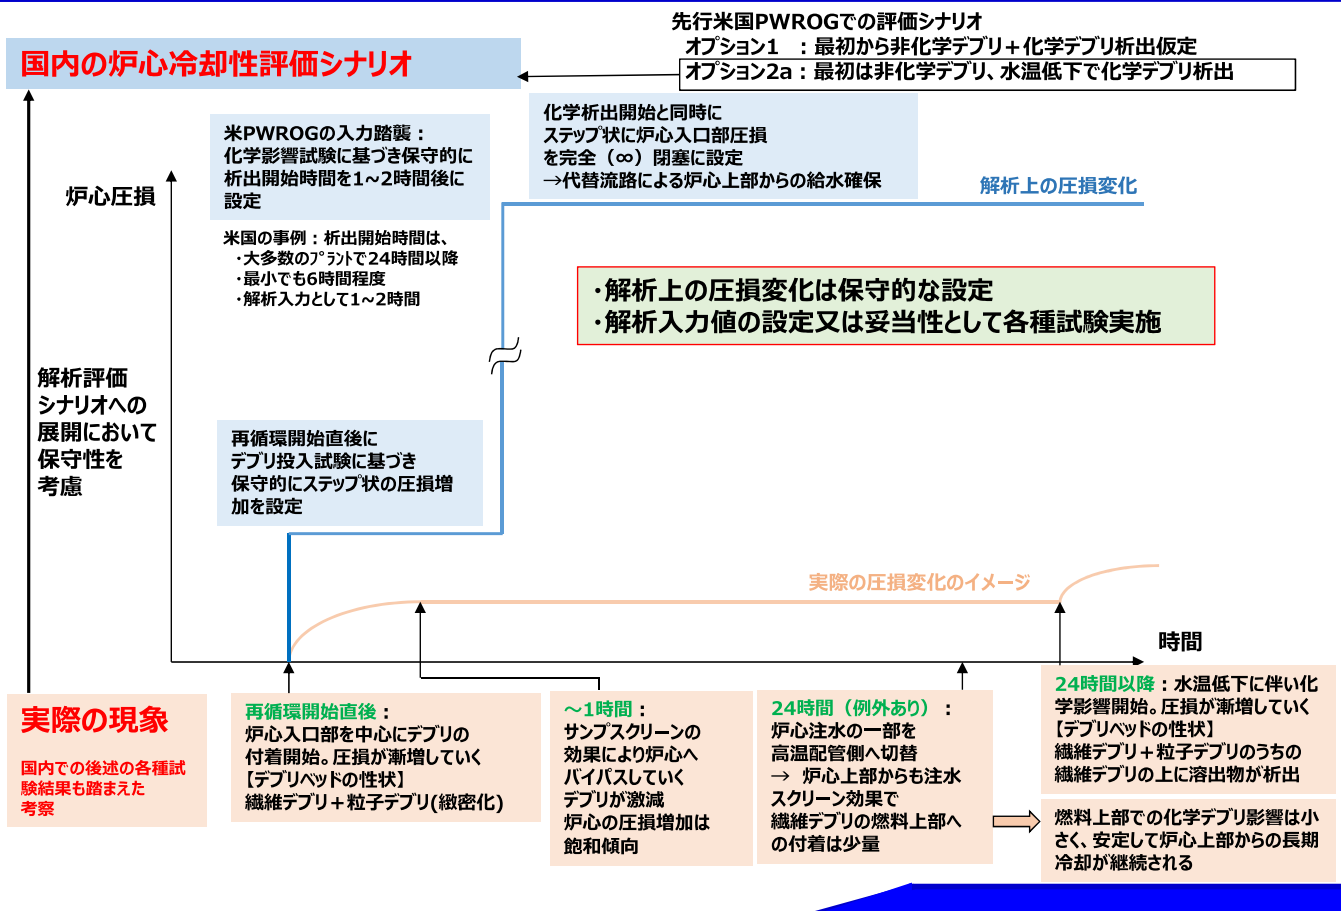 先行米国PWROGでの評価シナリオ
オプション1　：最初から非化学デブリ＋化学デブリ析出仮定
オプション2a：最初は非化学デブリ、水温低下で化学デブリ析出
国内の炉心冷却性評価シナリオ
米PWROGの入力踏襲：
化学影響試験に基づき保守的に
析出開始時間を1~2時間後に
設定
米国の事例：析出開始時間は、
・大多数のﾌﾟﾗﾝﾄで24時間以降
・最小でも6時間程度
・解析入力として1~2時間
化学析出開始と同時に
ステップ状に炉心入口部圧損
を完全（∞）閉塞に設定
→代替流路による炉心上部からの給水確保
炉心圧損
解析上の圧損変化
・解析上の圧損変化は保守的な設定
・解析入力値の設定又は妥当性として各種試験実施
解析評価
シナリオへの
展開において
保守性を
考慮
再循環開始直後に
デブリ投入試験に基づき
保守的にステップ状の圧損増
加を設定
実際の圧損変化のイメージ
時間
実際の現象
国内での後述の各種試
験結果も踏まえた
考察
再循環開始直後：
炉心入口部を中心にデブリの
付着開始。圧損が漸増していく
【デブリベッドの性状】
繊維デブリ＋粒子デブリ(緻密化)
～1時間：
サンプスクリーンの
効果により炉心へ
バイパスしていく
デブリが激減
炉心の圧損増加は
飽和傾向
24時間（例外あり）：
炉心注水の一部を
高温配管側へ切替
→ 炉心上部からも注水
スクリーン効果で
繊維デブリの燃料上部へ
の付着は少量
24時間以降：水温低下に伴い化
学影響開始。圧損が漸増していく
【デブリベッドの性状】
繊維デブリ＋粒子デブリのうちの
繊維デブリの上に溶出物が析出
燃料上部での化学デブリ影響は小
さく、安定して炉心上部からの長期
冷却が継続される